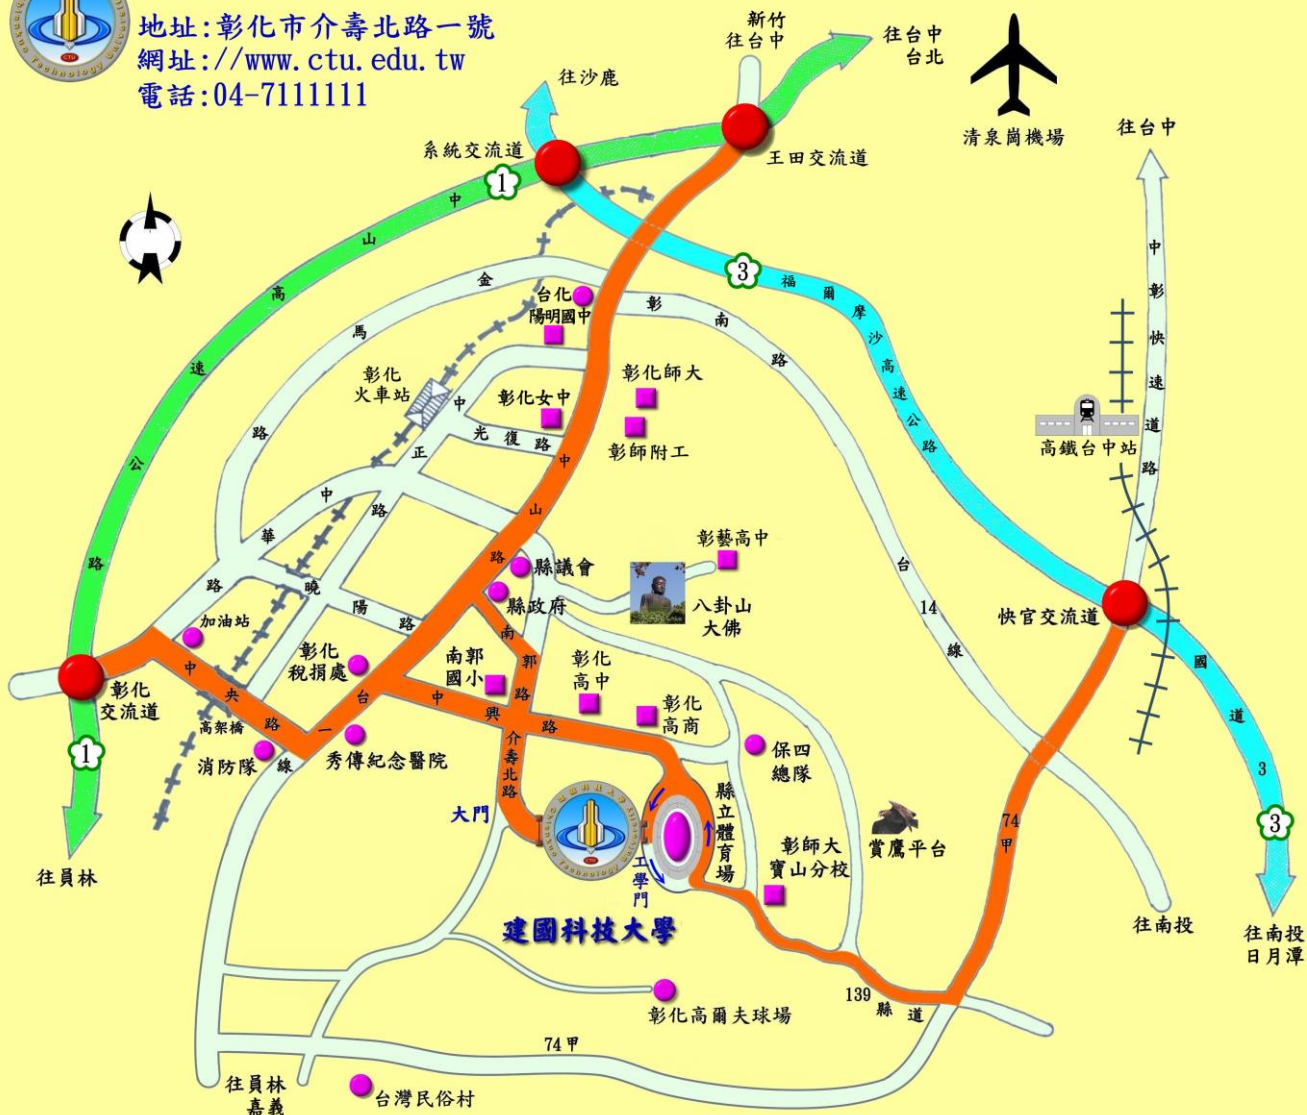 地址:彰化市介壽北路一號
網址://www.ctu.edu.tw
電話:04-7111111
新竹
往台中
往台中
台北
往沙鹿
清泉崗機場
往台中
系統交流道
王田交流道
1
中山高速公路
3
福爾摩沙高速公路
中彰快速道路
金馬路
台化
陽明國中
彰南路
彰化
火車站
彰化師大
彰化女中
彰師附工
光復路
中正路
中山路
高鐵台中站
中華路
彰藝高中
縣議會
縣政府
八卦山
大佛
台14線
快官交流道
曉陽路
加油站
彰化
稅捐處
南郭
國小
南郭路
彰化
高中
彰化
高商
國道3
彰化
交流道
中央路
高架橋
台一線
中興路
1
消防隊
秀傳紀念醫院
介壽北路
保四
總隊
縣立體育場
大門
CTU
工學門
彰師大
寶山分校
賞鷹平台
74甲
3
往員林
建國科技大學
往南投
往南投
日月潭
139
縣道
彰化高爾夫球場
74甲
往員林
嘉義
台灣民俗村